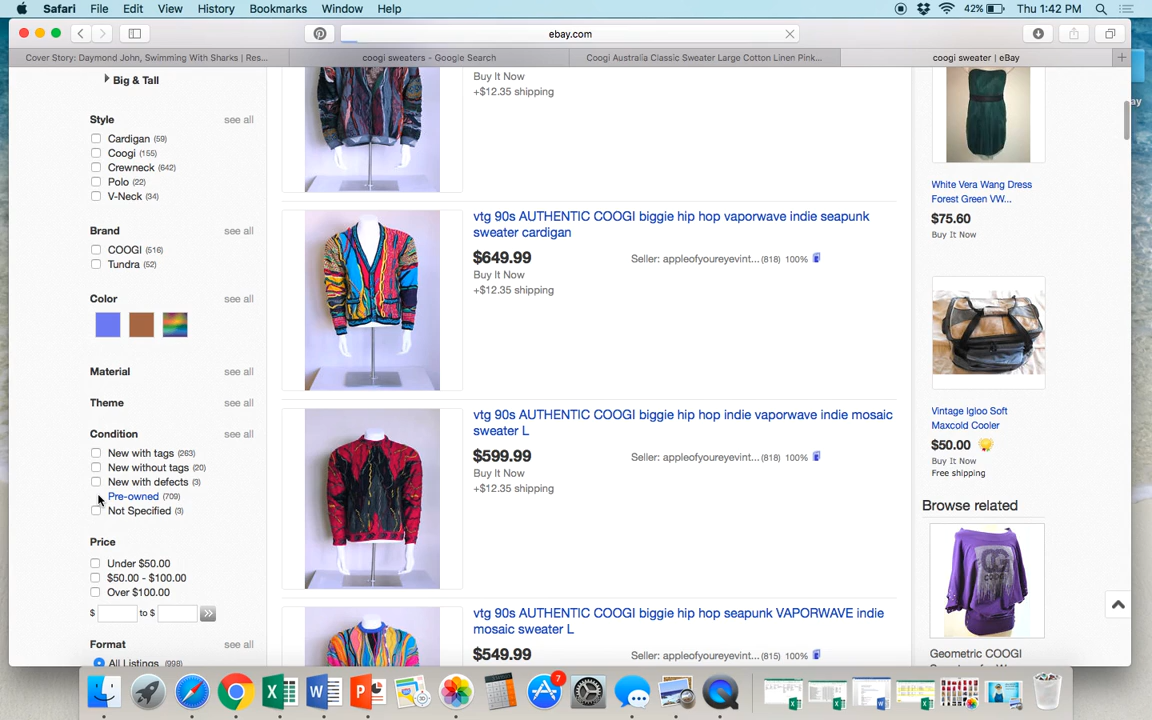 Safari File Edit View History Bookmarks Window Help
42% Thu 1:42 PM
ebay.com
Cover Story: Daymond John, Swimming With Sharks | Res...
coogi sweaters - Google Search
Coogi Australia Classic Sweater Large Cotton Linen Pink...
coogi sweater | eBay
Big & Tall
Style see all
Cardigan (59)
Coogi (155)
Crewneck (642)
Polo (22)
V-Neck (34)
Brand see all
COOGI (516)
Tundra (52)
Color see all
Material see all
Theme see all
Condition see all
New with tags (263)
New without tags (20)
New with defects (3)
Pre-owned (709)
Not Specified (3)
Price
Under $50.00
$50.00 - $100.00
Over $100.00
$ to $
Format see all
All Listings (998)
Buy It Now
+$12.35 shipping
vtg 90s AUTHENTIC COOGI biggie hip hop vaporwave indie seapunk
sweater cardigan
$649.99
Seller: appleofyoureyevint... (818) 100%
Buy It Now
+$12.35 shipping
vtg 90s AUTHENTIC COOGI biggie hip hop indie vaporwave indie mosaic
sweater L
$599.99
Seller: appleofyoureyevint... (818) 100%
Buy It Now
+$12.35 shipping
vtg 90s AUTHENTIC COOGI biggie hip hop seapunk VAPORWAVE indie
mosaic sweater L
$549.99
Seller: appleofyoureyevint... (815) 100%
White Vera Wang Dress
Forest Green VW...
$75.60
Buy It Now
Vintage Igloo Soft
Maxcold Cooler
$50.00
Buy It Now
Free shipping
Browse related
Geometric COOGI
ay
7